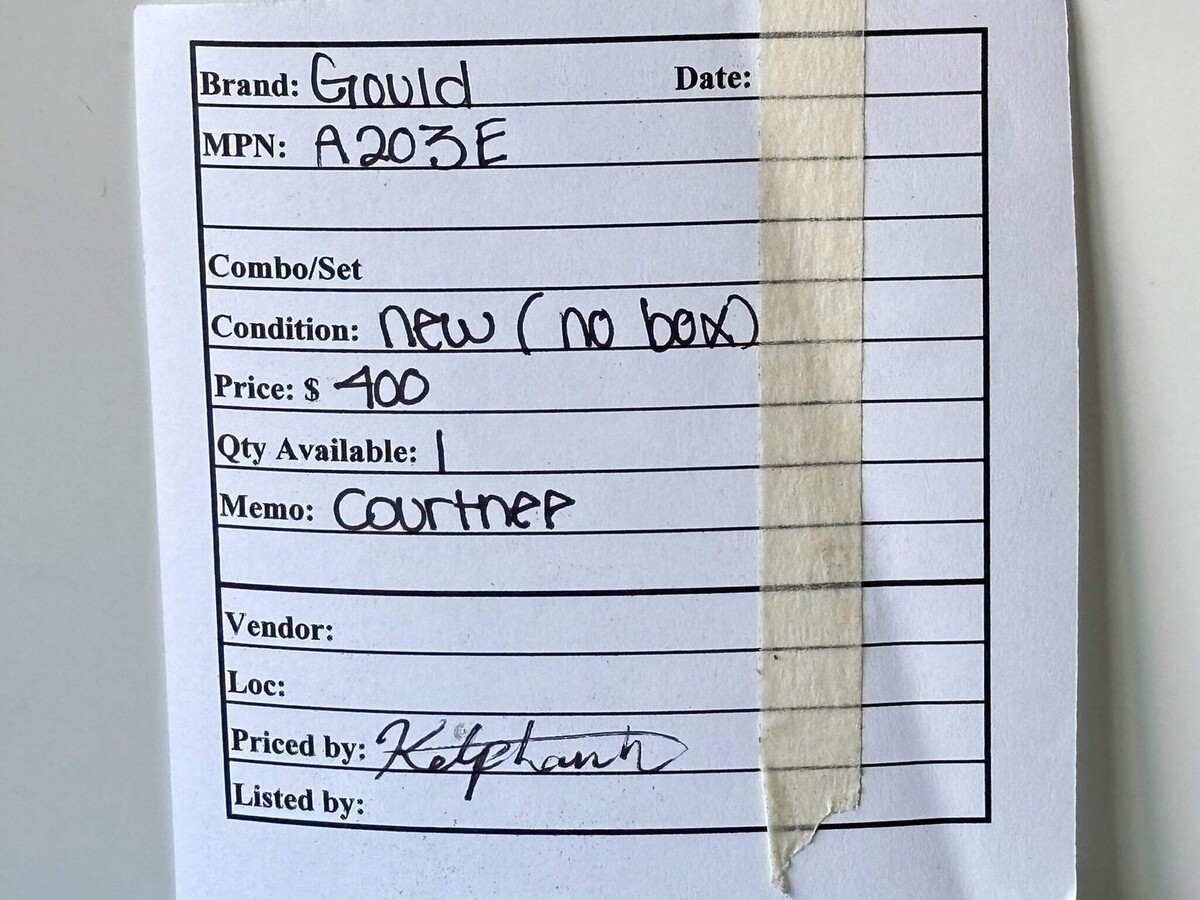 Brand: Gould Date:
MPN: A203E
Combo/Set
Condition: new (no box)
Price: $ 400
Qty Available: 1
Memo: Courtnee
Vendor:
Loc:
Priced by:
Listed by: